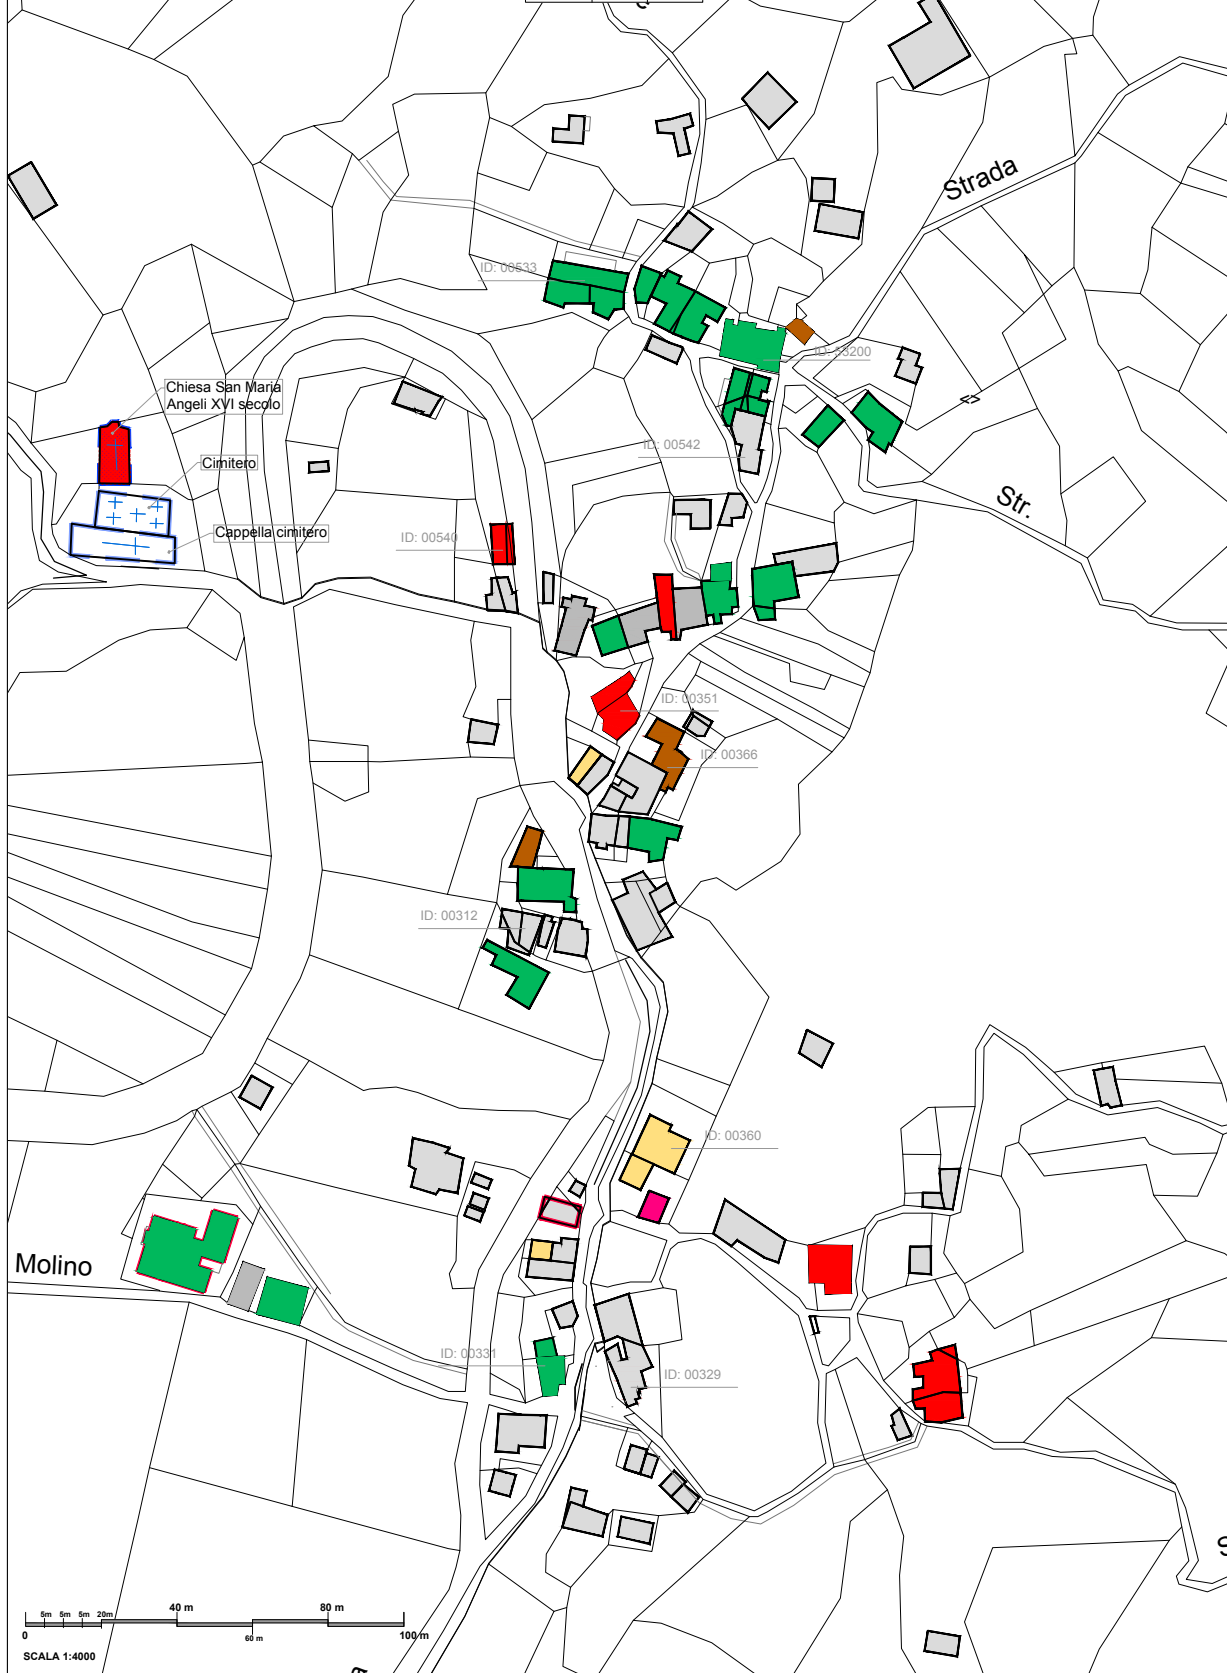 Strada
ID: 00533
ID: 53200
Chiesa San Maria
Angeli XVI secolo
ID: 00542
Cimitero
Str.
Cappella cimitero
ID: 00540
ID: 00351
ID: 00366
ID: 00312
ID: 00360
Molino
ID: 00331
ID: 00329
5m 5m 5m 20m 40 m 80 m
0 60 m 100 m
SCALA 1:4000